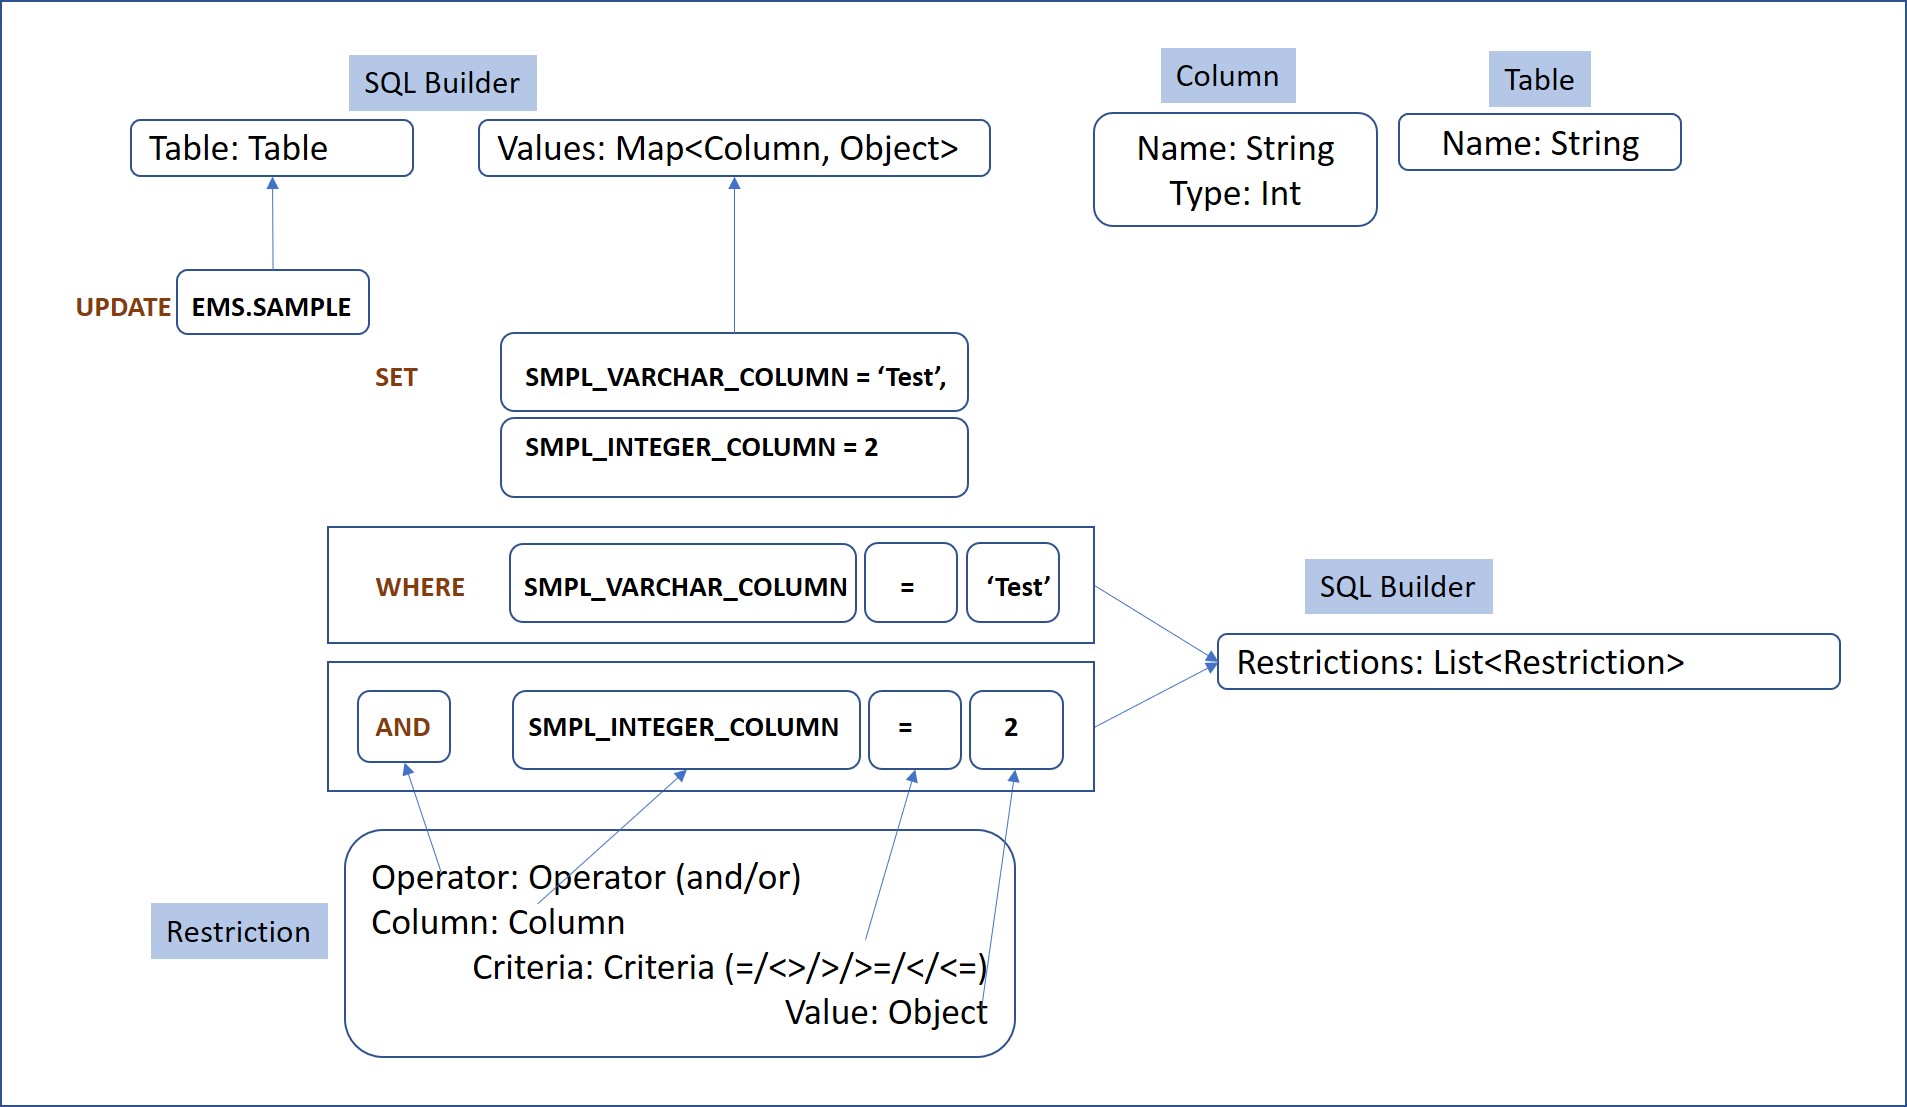 SQL Builder
Column
Table
Table: Table
Values: Map<Column, Object>
Name: String
Type: Int
Name: String
UPDATE EMS.SAMPLE
SET SMPL_VARCHAR_COLUMN = ‘Test’,
SMPL_INTEGER_COLUMN = 2
WHERE SMPL_VARCHAR_COLUMN = ‘Test’
SQL Builder
Restrictions: List<Restriction>
AND SMPL_INTEGER_COLUMN = 2
Restriction
Operator: Operator (and/or)
Column: Column
Criteria: Criteria (=/<>/>/>=/</<=)
Value: Object